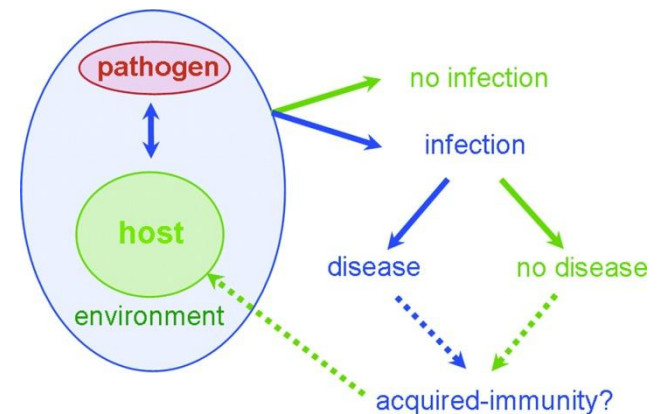 pathogen
host
environment
no infection
infection
disease
no disease
acquired-immunity?